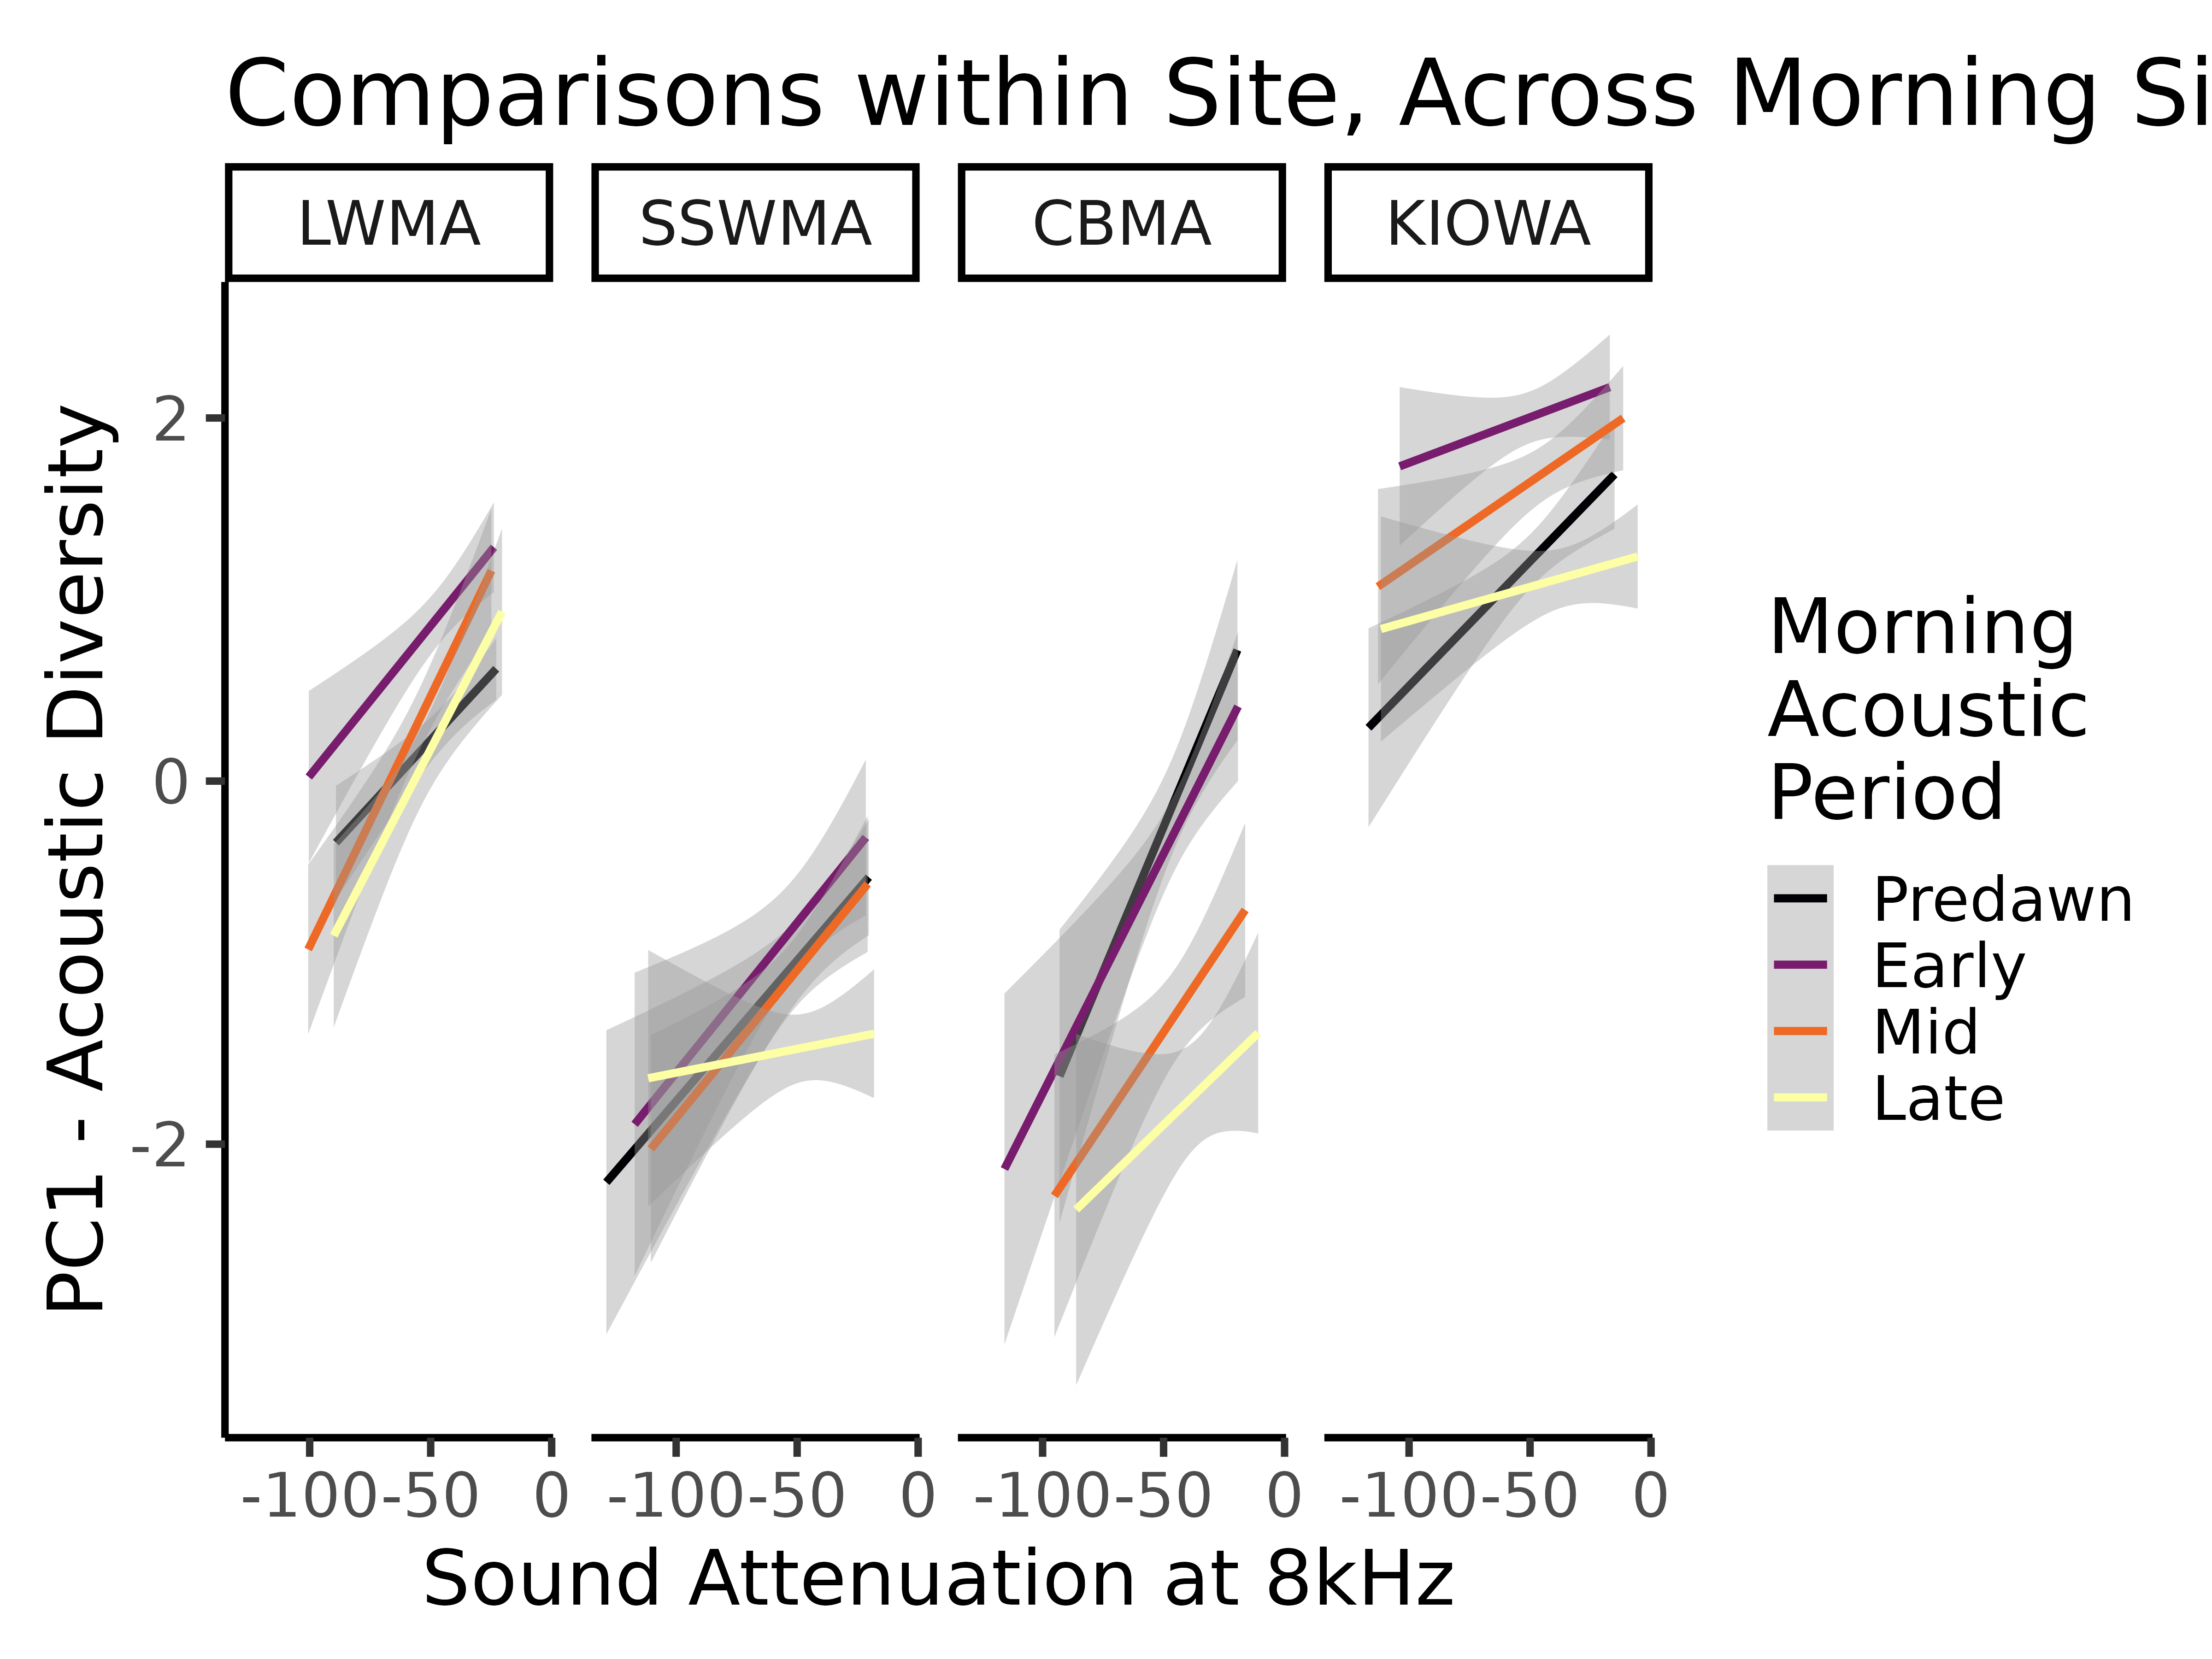 Comparisons within Site, Across Morning Si
LWMA SSWMA CBMA KIOWA
PC1 - Acoustic Diversity
2
0
-2
-100 -50 0 -100 -50 0 -100 -50 0 -100 -50 0
Sound Attenuation at 8kHz
Morning
Acoustic
Period
Predawn
Early
Mid
Late